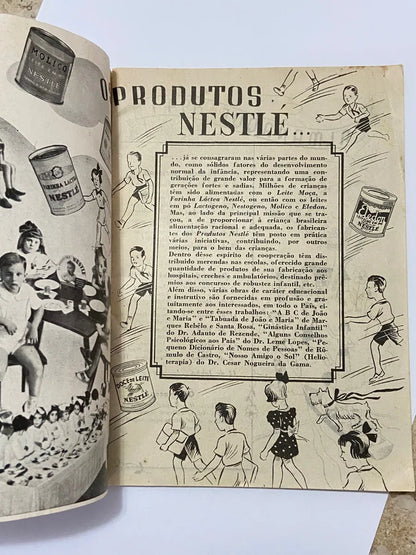 OS PRODUTOS
NESTLÉ...
...já se consagraram nas várias partes do mun-
do, como sólidos fatores do desenvolvimento
normal da infância, representando uma con-
tribuição de grande valor para a formação de
gerações fortes e sadias. Milhões de crianças
têm sido alimentadas com o Leite Moça, a
Farinha Láctea Nestlé, ou então com os leites
em pó Lactogeno, Nestogeno, Molico e Eledon.
Mas, ao lado da principal missão que se tra-
çou, a de proporcionar à criança brasileira
alimentação racional e adequada, os fabrican-
tes dos Produtos Nestlé têm posto em prática
várias iniciativas, contribuindo, por outros
meios, para o bem das crianças.
Dentro dêsse espírito de cooperação têm dis-
tribuido merendas nas escolas, oferecido grande
quantidade de produtos de sua fabricação aos
hospitais, creches e ambulatórios, destinado prê-
mios aos concursos de robustez infantil, etc.
Além disso, várias obras de caráter educacional
e instrutivo são fornecidas em profusão e gra-
tuitamente aos interessados, em todo o País, es-
tando-se entre êsses trabalhos: "A B C de João
e Maria" e "Tabuada de João e Maria" de Mar-
ques Rebêlo e Santa Rosa, "Ginástica Infantil"
do Dr. Adauto de Rezende, "Alguns Conselhos
Psicológicos aos Pais" do Dr. Leme Lopes, "Pe-
queno Dicionário de Nomes de Pessoas" de Rô-
mulo de Castro, "Nosso Amigo o Sol" (Helio-
terapia) do Dr. Cesar Nogueira da Gama.
MOLICO
NESTLÉ
FARINHA LÁCTEA
NESTLÉ
Eledon
NESTLÉ
DOCE DE LEITE